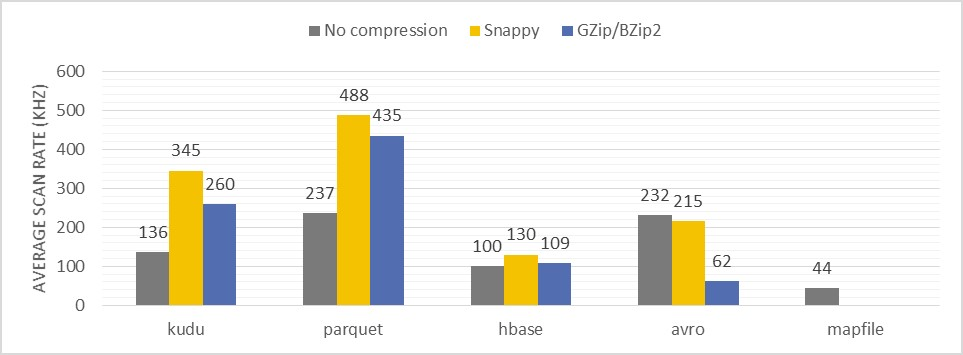 No compression Snappy GZip/BZip2
AVERAGE SCAN RATE (KHZ)
600
500
400
300
200
100
0
136 345 260
237 488 435
100 130 109
232 215 62
44
kudu parquet hbase avro mapfile